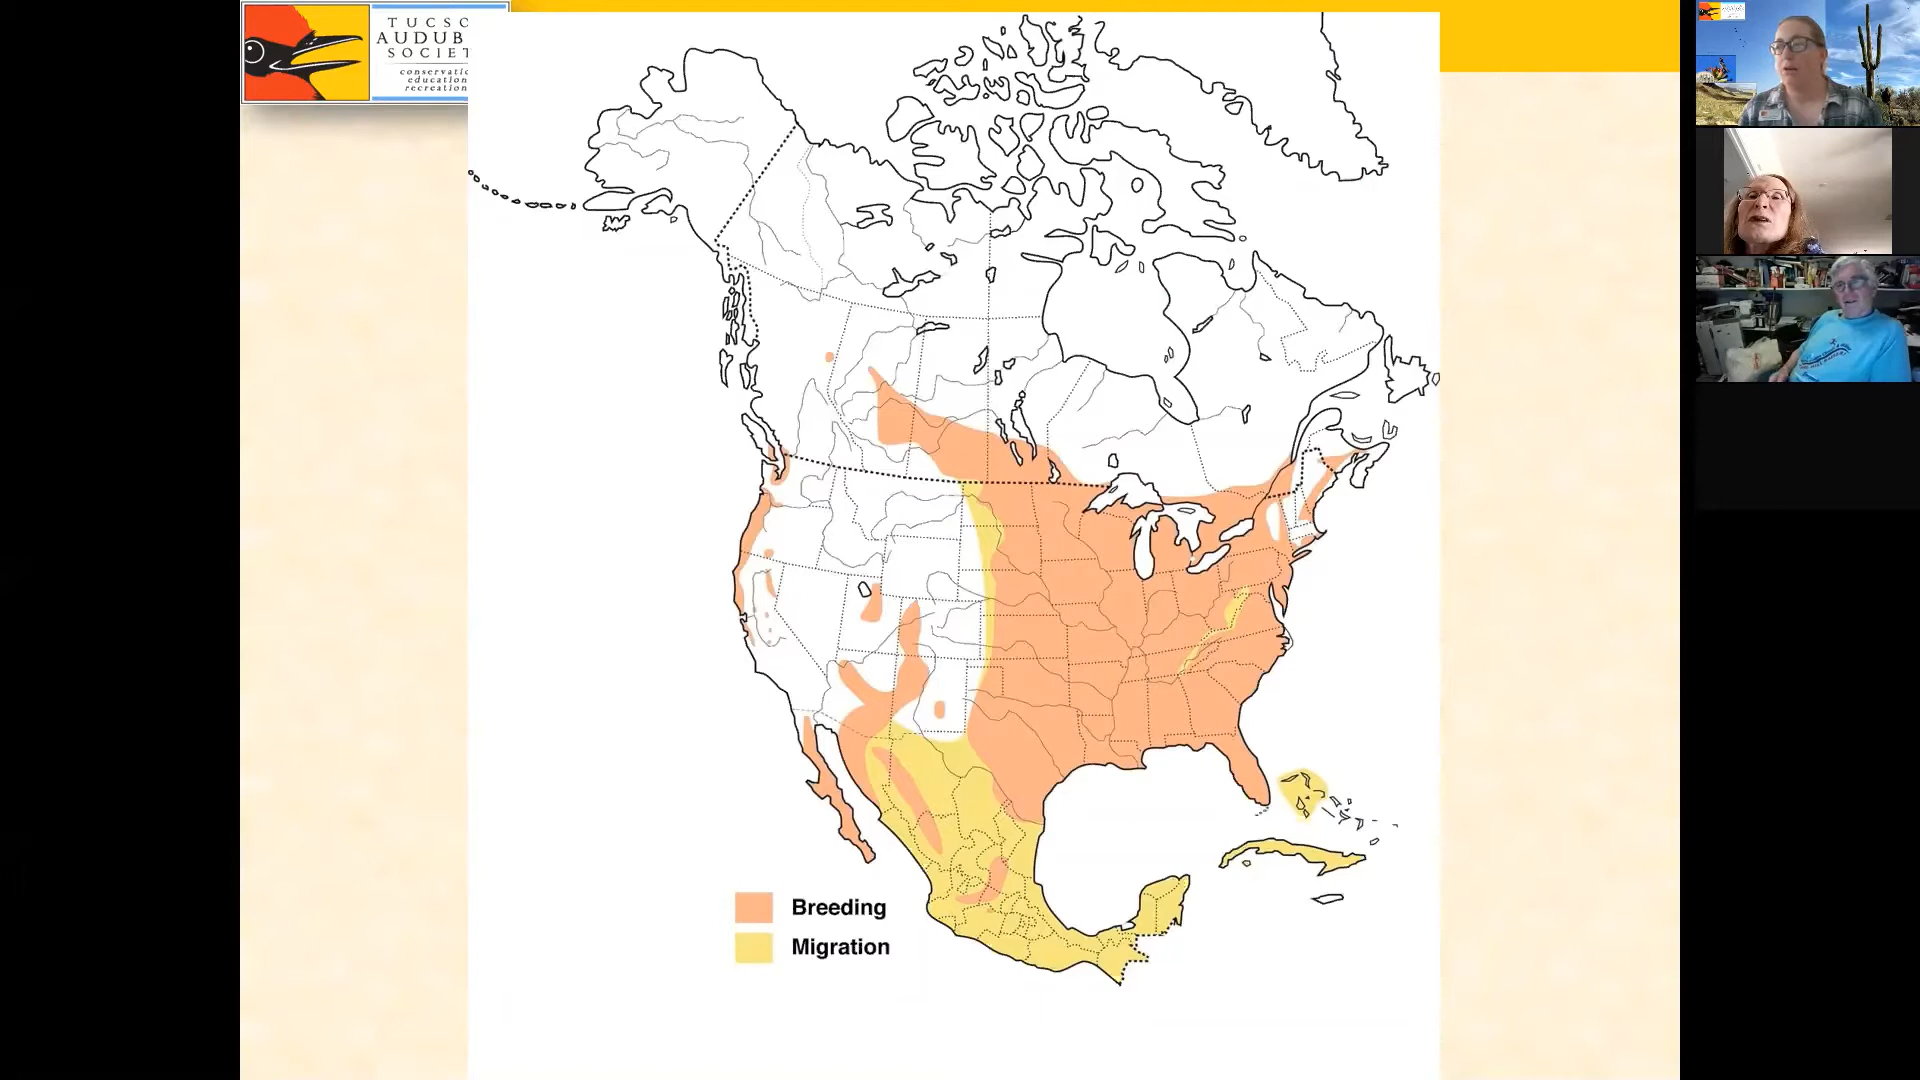 TUCSO
AUDUB
SOCIET
conservatio
education
recreation
Breeding
Migration